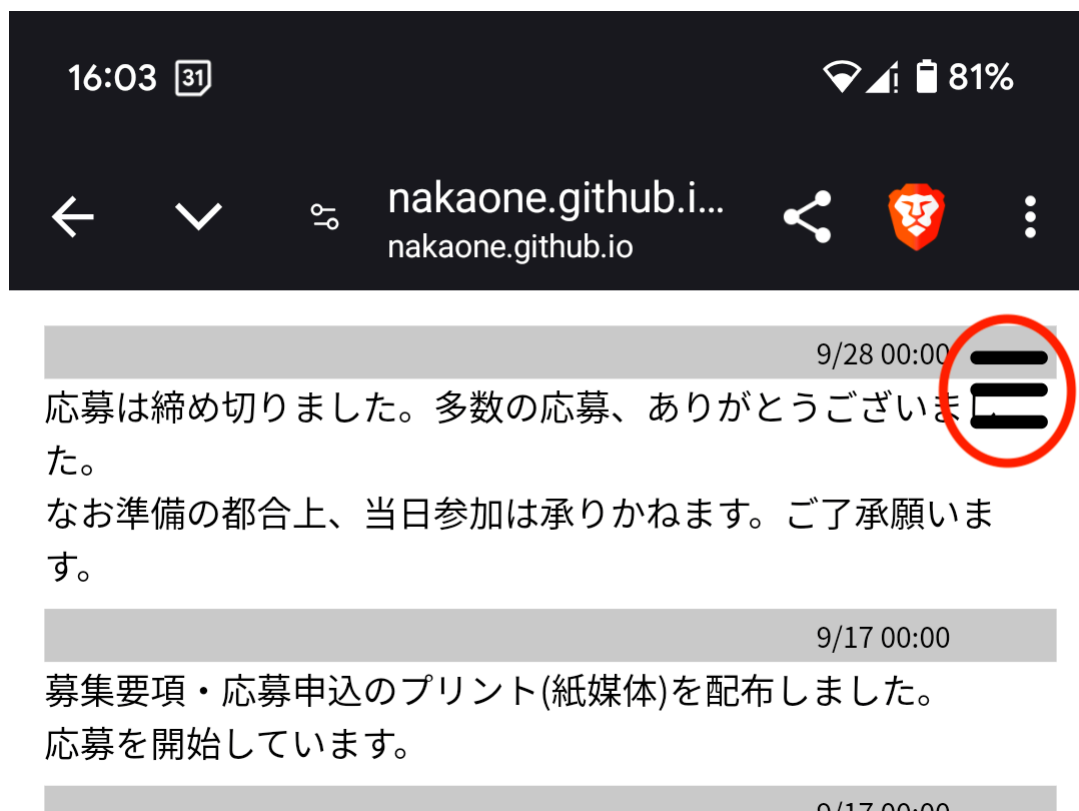 16:03 31 81%
nakaone.github.i...
nakaone.github.io
9/28 00:00
応募は締め切りました。多数の応募、ありがとうございまし
た。
なお準備の都合上、当日参加は承りかねます。ご了承願いま
す。
9/17 00:00
募集要項・応募申込のプリント(紙媒体)を配布しました。
応募を開始しています。
9/17 00:00